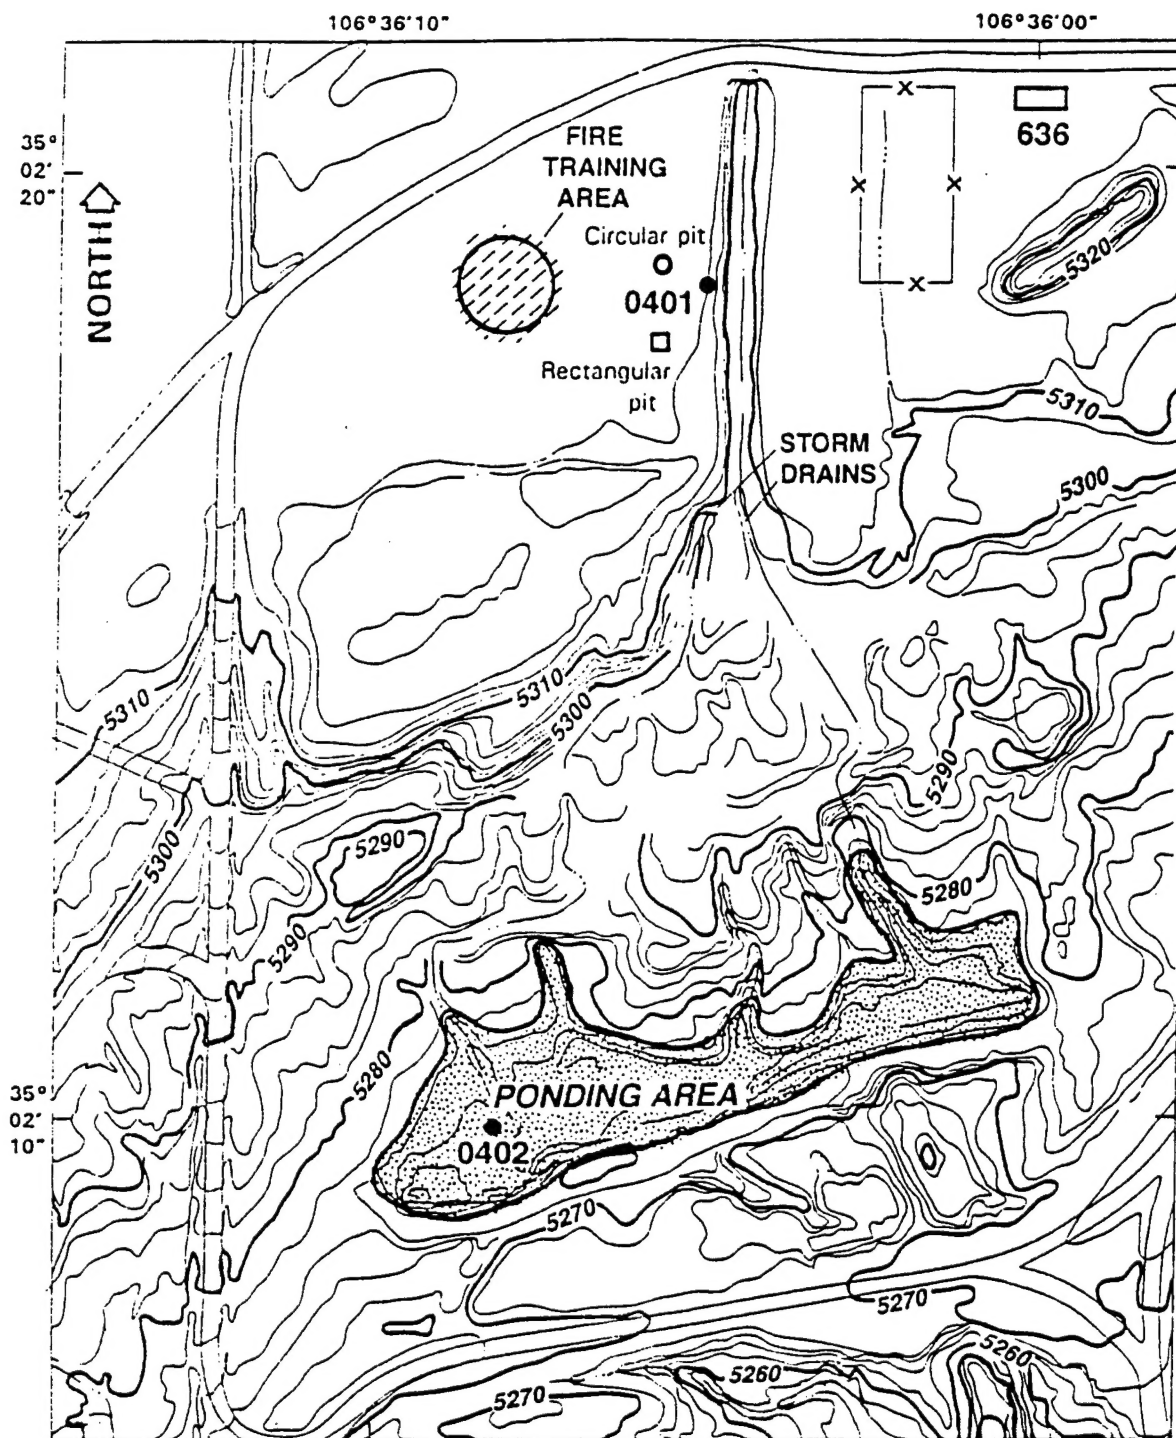 106°36'10"
106°36'00"
35°
02'
20"
NORTH
FIRE
TRAINING
AREA
Circular pit
0401
Rectangular
pit
x
x
x
x
636
5320
5310
STORM
DRAINS
5300
5310
5310
5300
5290
5300
5290
5280
5290
5280
35°
02'
10"
PONDING AREA
0402
5270
5270
5260
5260
5270